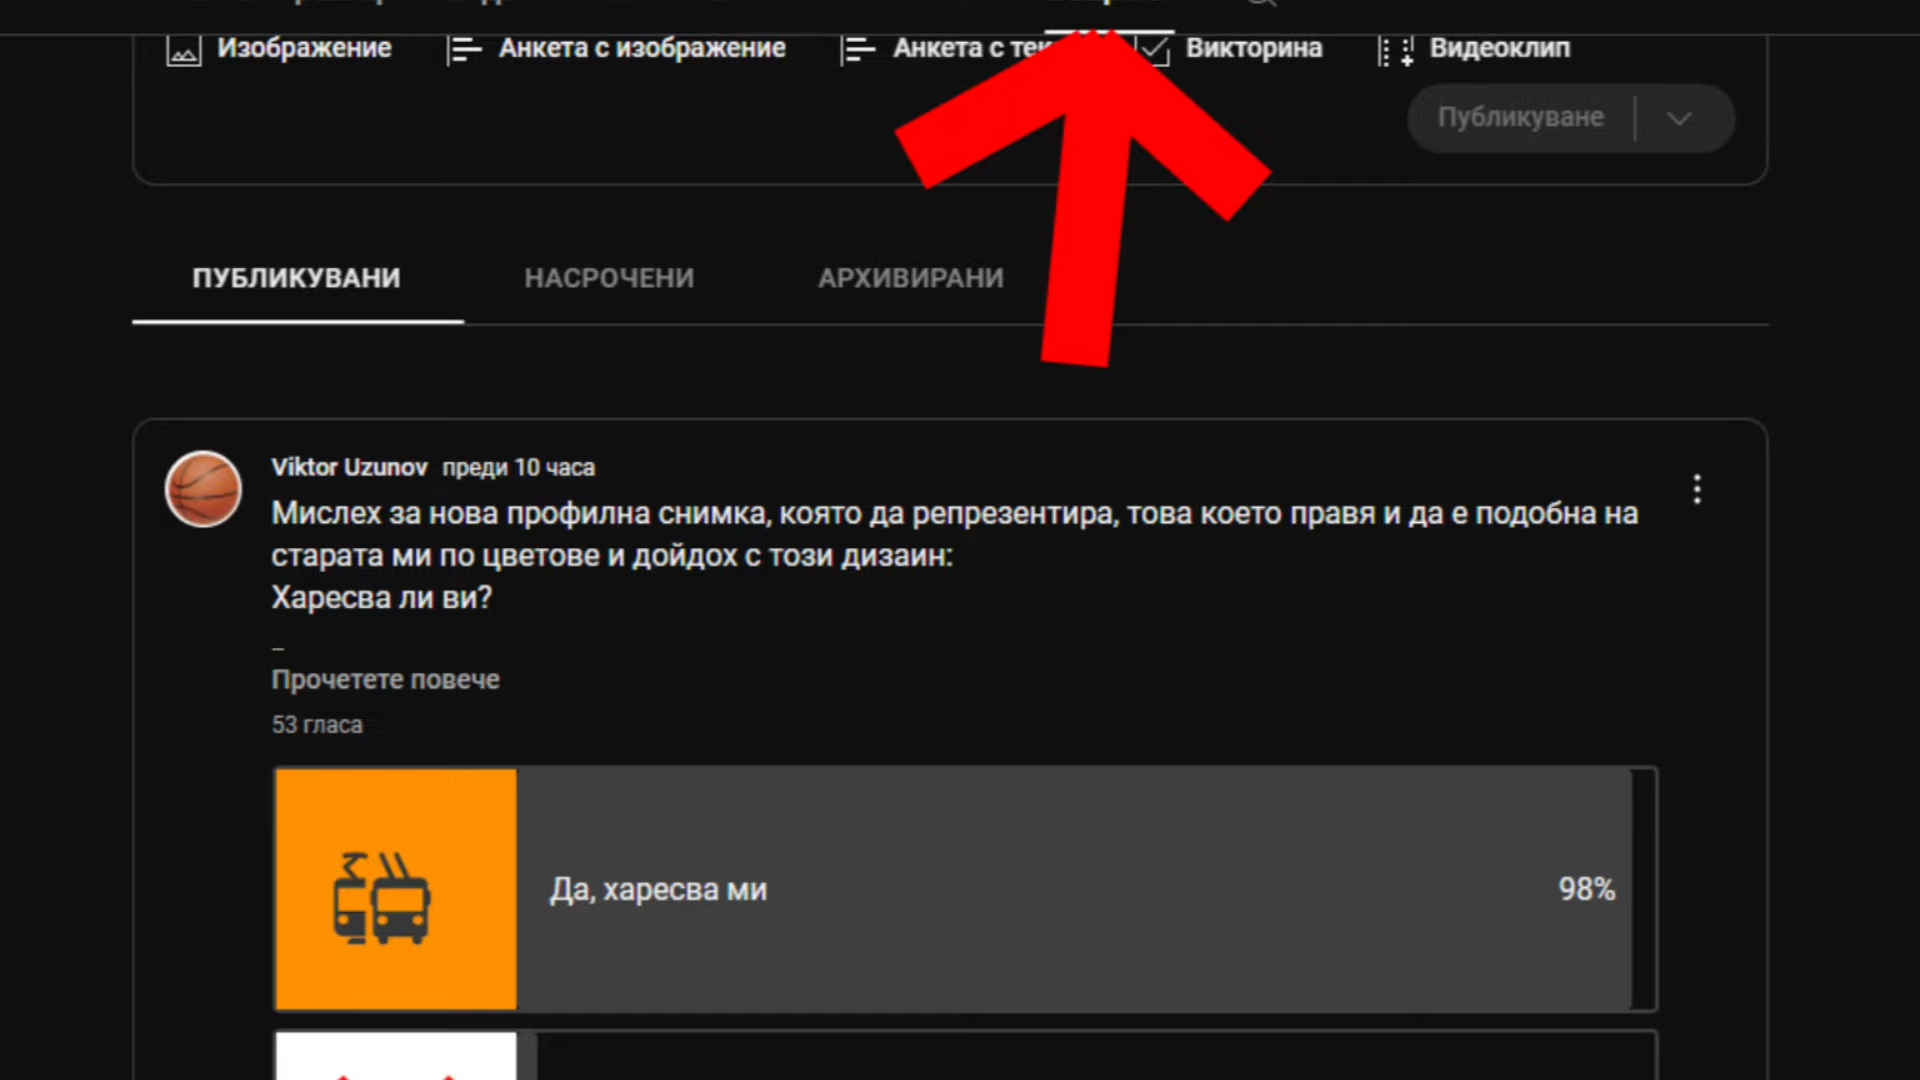 Изображение
Анкета с изображение
Анкета с
Викторина
Видеоклип
Публикуване
ПУБЛИКУВАНИ
НАСРОЧЕНИ
АРХИВИРАНИ
Viktor Uzunov преди 10 часа
Мислех за нова профилна снимка, която да репрезентира, това което правя и да е подобна на
старата ми по цветове и дойдох с този дизаин:
Харесва ли ви?
_
Прочетете повече
53 гласа
Да, харесва ми
98%